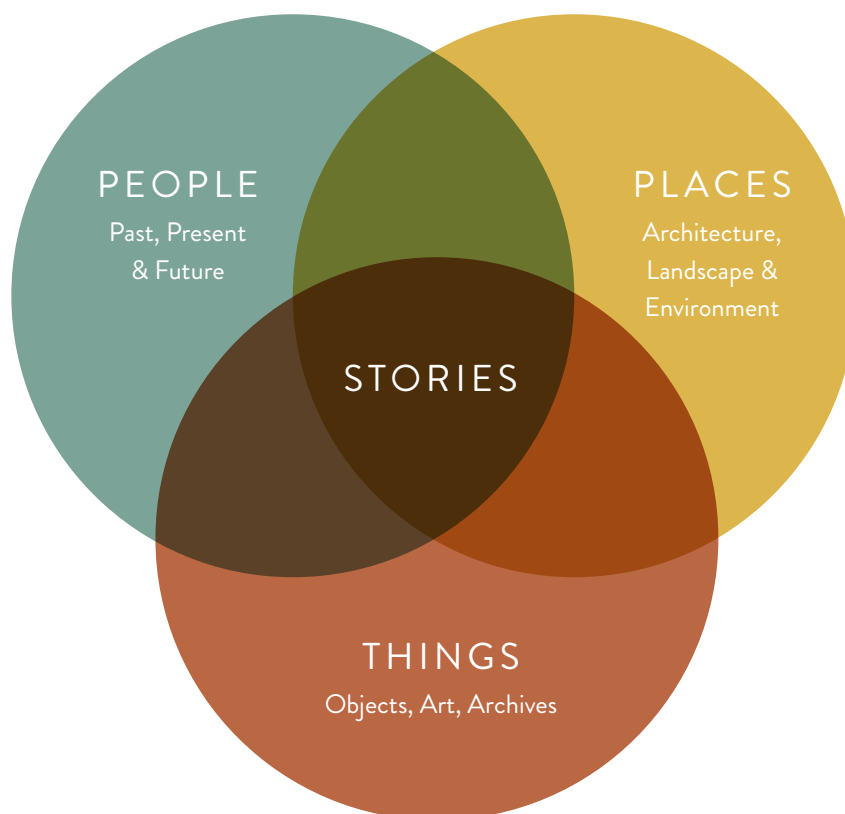 PEOPLE
Past, Present
& Future
PLACES
Architecture,
Landscape &
Environment
STORIES
THINGS
Objects, Art, Archives